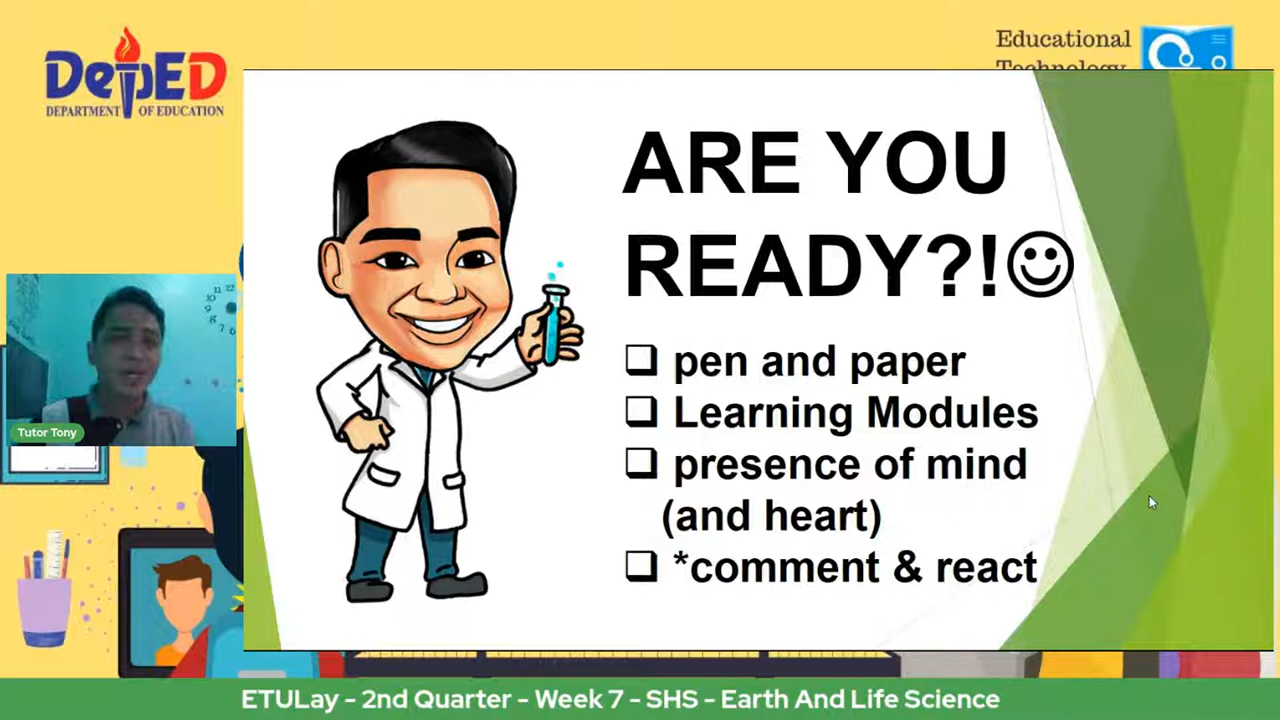 DepED
DEPARTMENT OF EDUCATION
Educational
Technology
ARE YOU
READY?!☺
❑ pen and paper
❑ Learning Modules
❑ presence of mind
(and heart)
❑ *comment & react
Tutor Tony
ETULay - 2nd Quarter - Week 7 - SHS - Earth And Life Science